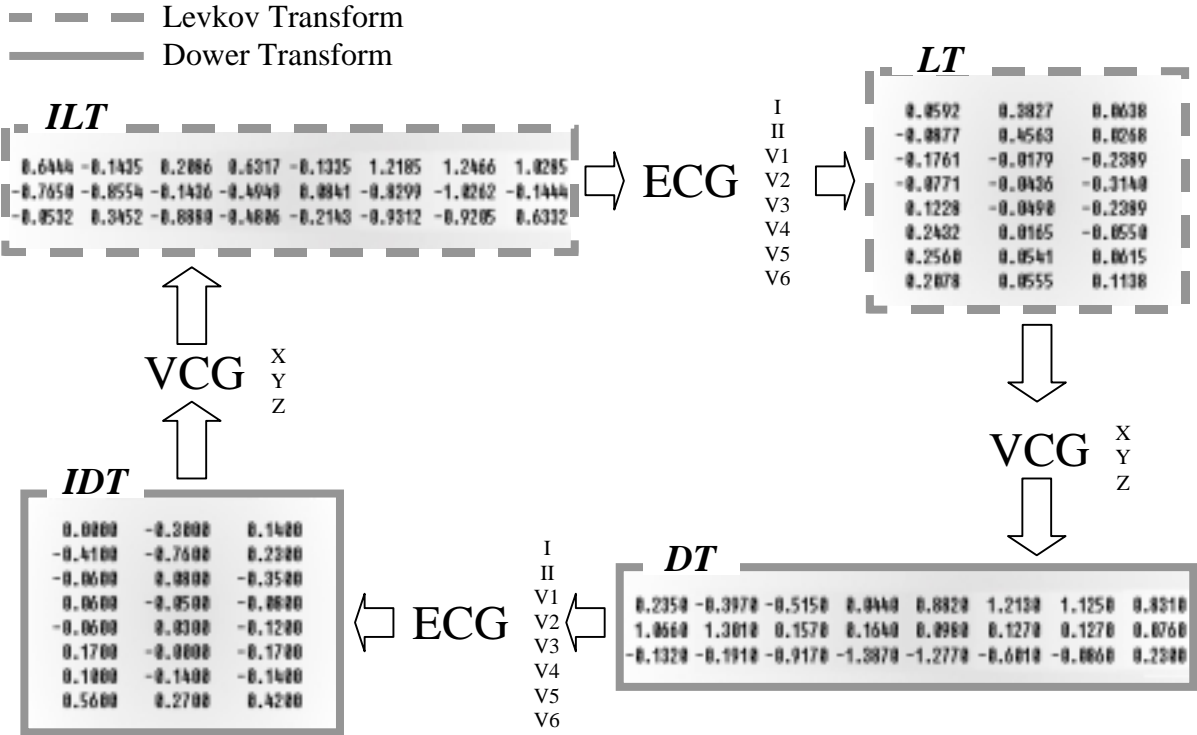 Levkov Transform
Dower Transform
ILT
0.6444 -0.1435 0.2086 0.6317 -0.1335 1.2185 1.2466 1.0285
-0.7650 -0.8554 -0.1436 -0.4949 0.0841 -0.8299 -1.0262 -0.1444
-0.0532 0.3452 -0.8880 -0.4806 -0.2143 -0.9312 -0.9205 0.6332
ECG
I
II
V1
V2
V3
V4
V5
V6
LT
0.0592 0.3827 0.0638
-0.0877 0.4563 0.0268
-0.1761 -0.0179 -0.2389
-0.0771 -0.0436 -0.3140
0.1228 -0.0490 -0.2389
0.2432 0.0165 -0.0550
0.2560 0.0541 0.0615
0.2078 0.0555 0.1138
VCG
X
Y
Z
VCG
X
Y
Z
IDT
0.0000 -0.3000 0.1400
-0.4100 -0.7600 0.2300
-0.0600 0.0800 -0.3500
0.0600 -0.0500 -0.0800
-0.0600 0.0300 -0.1200
0.1700 -0.0000 -0.1700
0.1000 -0.1400 -0.1400
0.5600 0.2700 0.4200
ECG
I
II
V1
V2
V3
V4
V5
V6
DT
0.2350 -0.3970 -0.5150 0.0440 0.8820 1.2130 1.1250 0.8310
1.0660 1.3010 0.1570 0.1640 0.0980 0.1270 0.1270 0.0760
-0.1320 -0.1910 -0.9170 -1.3870 -1.2770 -0.6010 -0.0860 0.2300